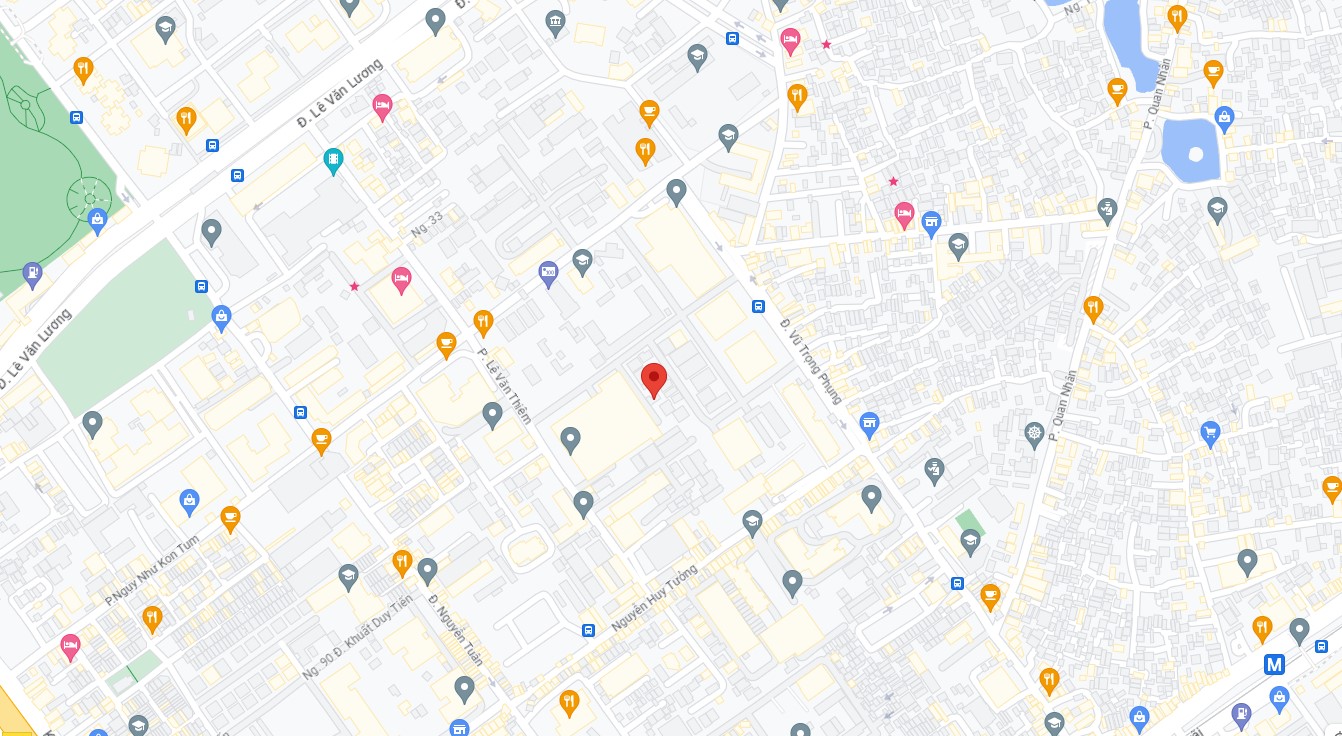 Đ. Lê Văn Lương
P. Quan Nhân
Ng. 33
Đ. Lê Văn Lương
P. Lê Văn Thiêm
Đ. Vũ Trọng Phụng
P. Quan Nhân
P.Ngụy Như Kon Tum
Nguyễn Huy Tưởng
Ng. 90 Đ. Khuất Duy Tiến
Đ. Nguyễn Tuân
M